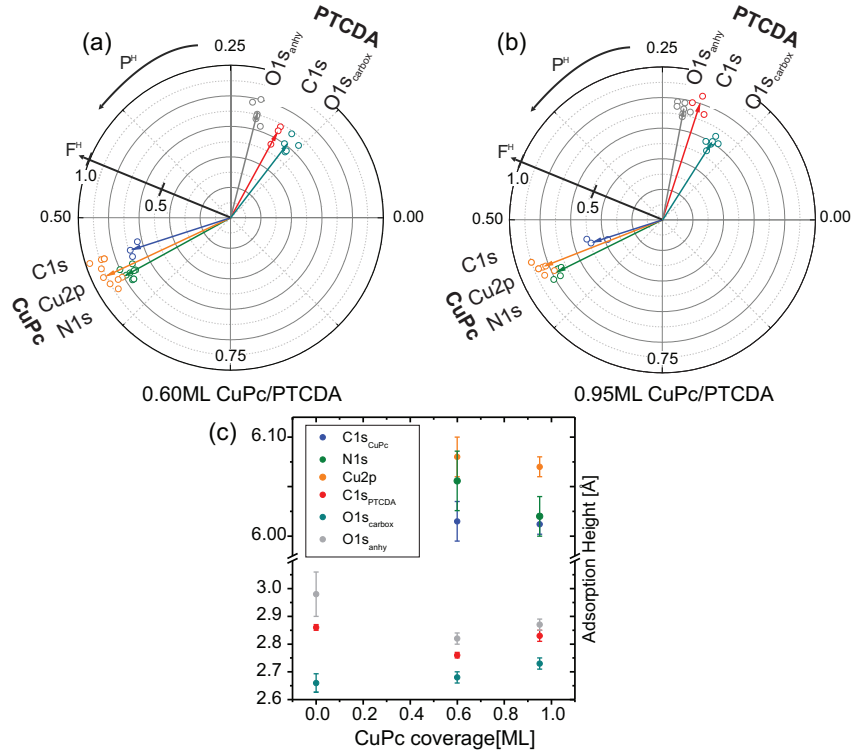 (a)
PTCDA
P^H
0.25
O1s_anhy
C1s
O1s_carbox
F^H
1.0
0.5
0.50
0.00
C1s
Cu2p
N1s
CuPc
0.75
0.60ML CuPc/PTCDA
(b)
PTCDA
P^H
0.25
O1s_anhy
C1s
O1s_carbox
F^H
1.0
0.5
0.50
0.00
C1s
Cu2p
N1s
CuPc
0.75
0.95ML CuPc/PTCDA
(c)
C1s_CuPc
N1s
Cu2p
C1s_PTCDA
O1s_carbox
O1s_anhy
6.10
6.00
3.0
2.9
2.8
2.7
2.6
0.0 0.2 0.4 0.6 0.8 1.0
CuPc coverage[ML]
Adsorption Height [Å]